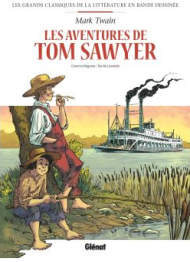 LES GRANDS CLASSIQUES DE LA LITTÉRATURE EN BANDE DESSINÉE
Mark Twain
LES AVENTURES DE
TOM SAWYER
Glénat